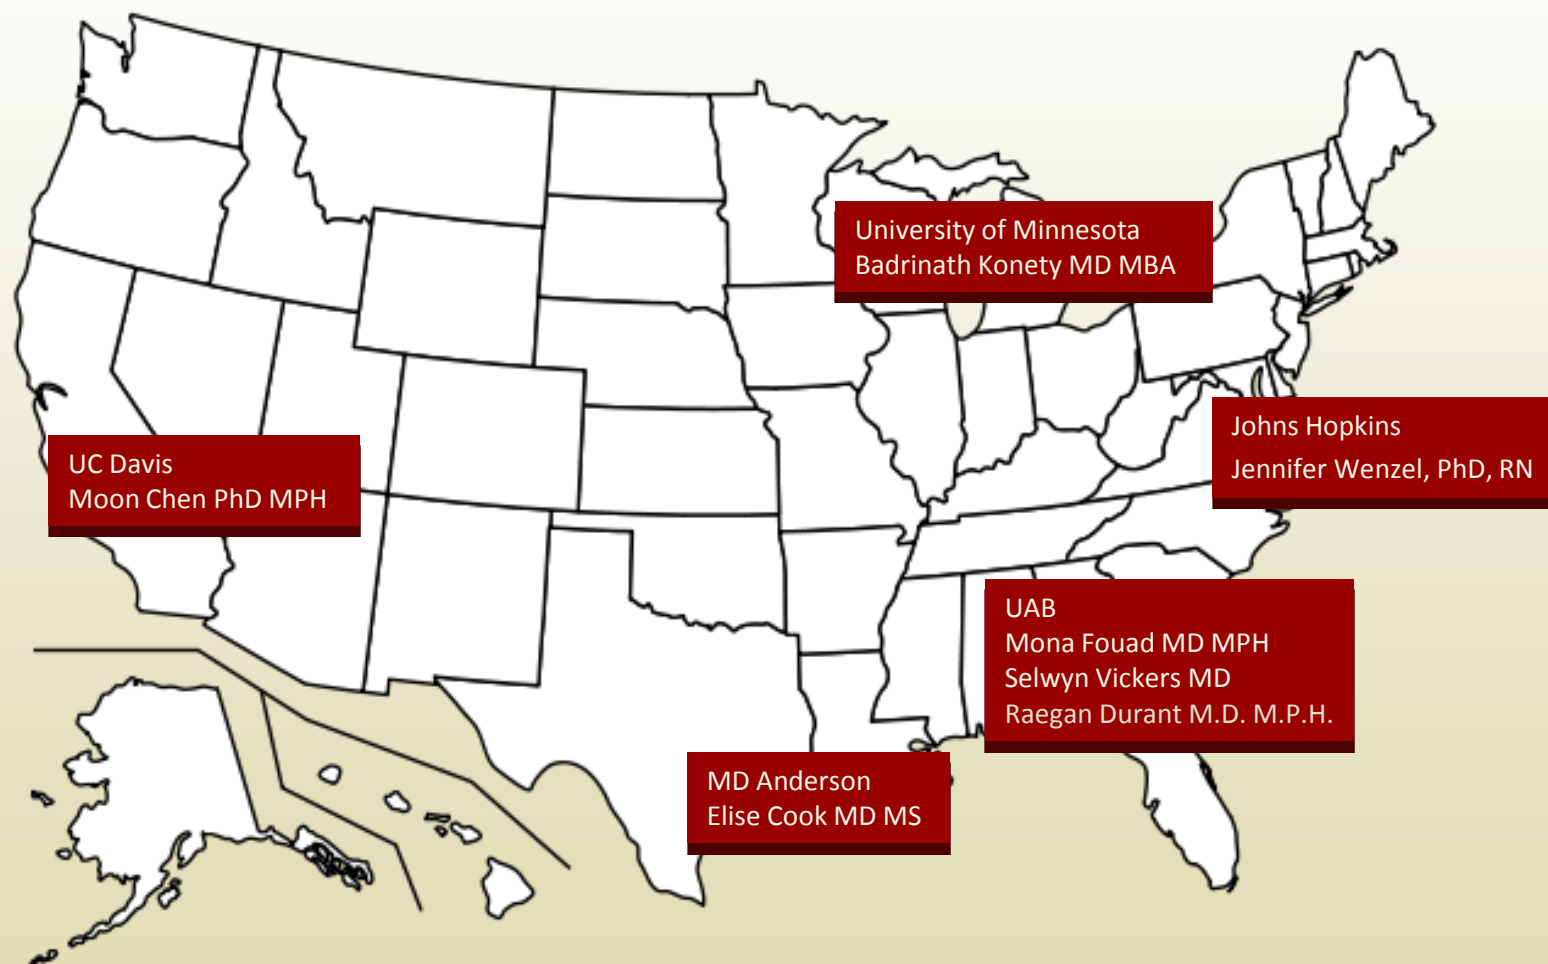 University of Minnesota
Badrinath Konety MD MBA
Johns Hopkins
Jennifer Wenzel, PhD, RN
UC Davis
Moon Chen PhD MPH
UAB
Mona Fouad MD MPH
Selwyn Vickers MD
Raegan Durant M.D. M.P.H.
MD Anderson
Elise Cook MD MS